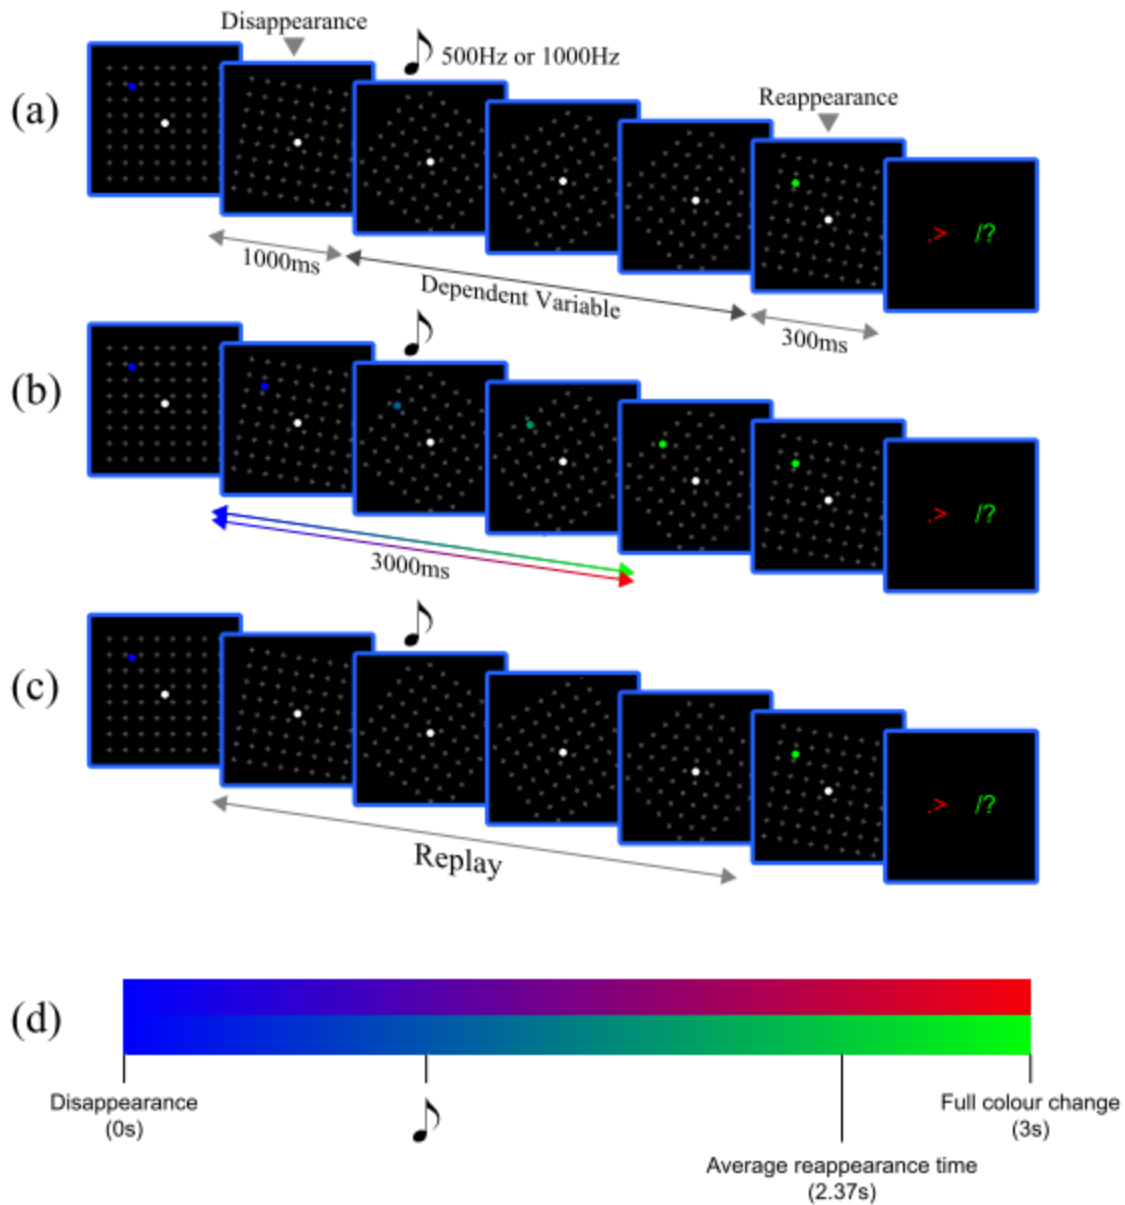 Disappearance
500Hz or 1000Hz
Reappearance
(a)
.> /?
1000ms
Dependent Variable
300ms
(b)
.> /?
3000ms
(c)
.> /?
Replay
(d)
Disappearance
(0s)
Full colour change
(3s)
Average reappearance time
(2.37s)